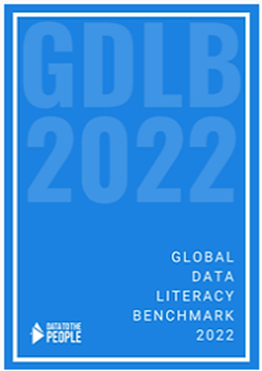 GDLB
2022
GLOBAL
DATA
LITERACY
BENCHMARK
2022
DATA TO THE
PEOPLE